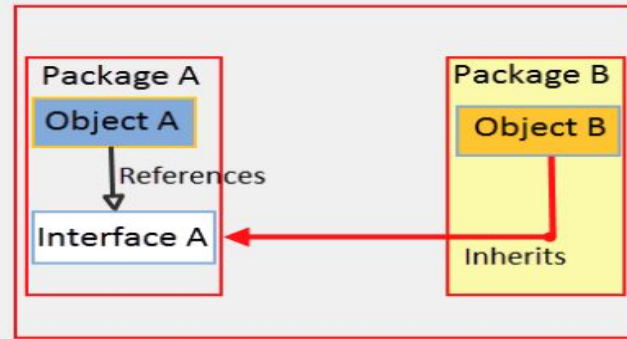 Package A
Object A
References
Interface A
Package B
Object B
Inherits